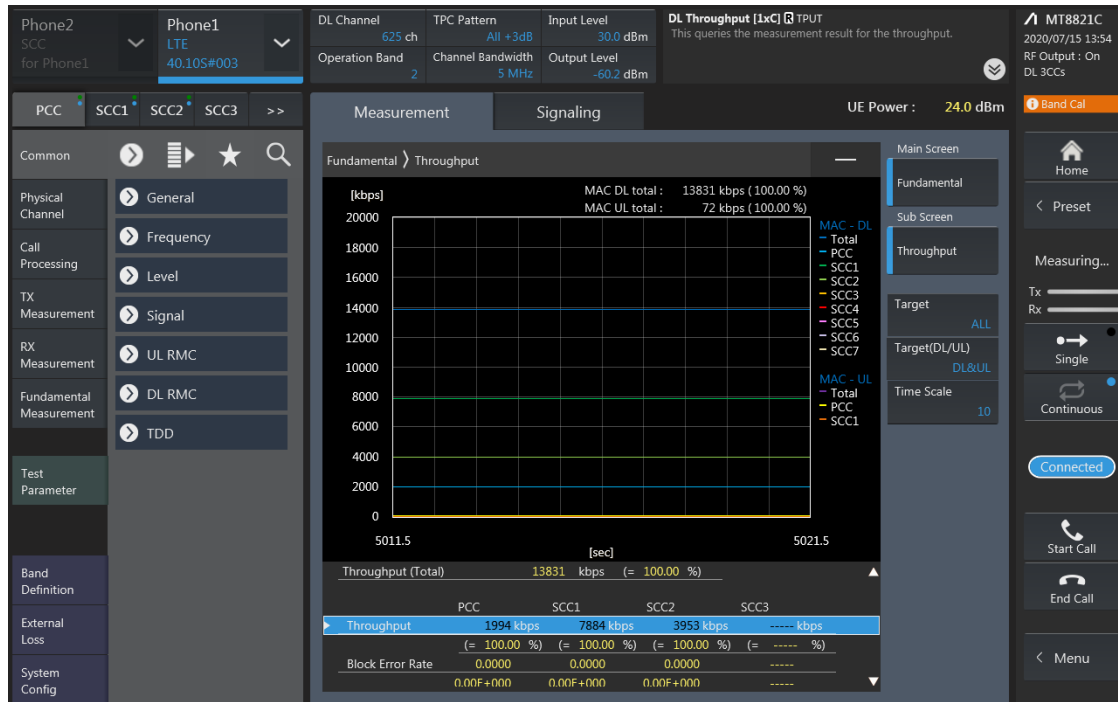 Phone2
SCC
for Phone1
Phone1
LTE
40.10S#003
DL Channel
625 ch
TPC Pattern
All +3dB
Input Level
30.0 dBm
Operation Band
2
Channel Bandwidth
5 MHz
Output Level
-60.2 dBm
DL Throughput [1xC] R TPUT
This queries the measurement result for the throughput.
MT8821C
2020/07/15 13:54
RF Output : On
DL 3CCs
Band Cal
PCC SCC1 SCC2 SCC3 >>
Common
Physical
Channel
Call
Processing
TX
Measurement
RX
Measurement
Fundamental
Measurement
Test
Parameter
Band
Definition
External
Loss
System
Config
General
Frequency
Level
Signal
UL RMC
DL RMC
TDD
Measurement
Signaling
UE Power : 24.0 dBm
Fundamental 〉 Throughput
[kbps]
MAC DL total : 13831 kbps ( 100.00 %)
MAC UL total : 72 kbps ( 100.00 %)
20000
18000
16000
14000
12000
10000
8000
6000
4000
2000
0
5011.5
[sec]
5021.5
MAC - DL
Total
PCC
SCC1
SCC2
SCC3
SCC4
SCC5
SCC6
SCC7
MAC - UL
Total
PCC
SCC1
Throughput (Total) 13831 kbps (= 100.00 %)
PCC SCC1 SCC2 SCC3
Throughput 1994 kbps 7884 kbps 3953 kbps ----- kbps
(= 100.00 %) (= 100.00 %) (= 100.00 %) (= ----- %)
Block Error Rate 0.0000 0.0000 0.0000 -----
0.00E+000 0.00E+000 0.00E+000 -----
Main Screen
Fundamental
Sub Screen
Throughput
Target
ALL
Target(DL/UL)
DL&UL
Time Scale
10
Home
< Preset
Measuring...
Tx
Rx
Single
Continuous
Connected
Start Call
End Call
< Menu